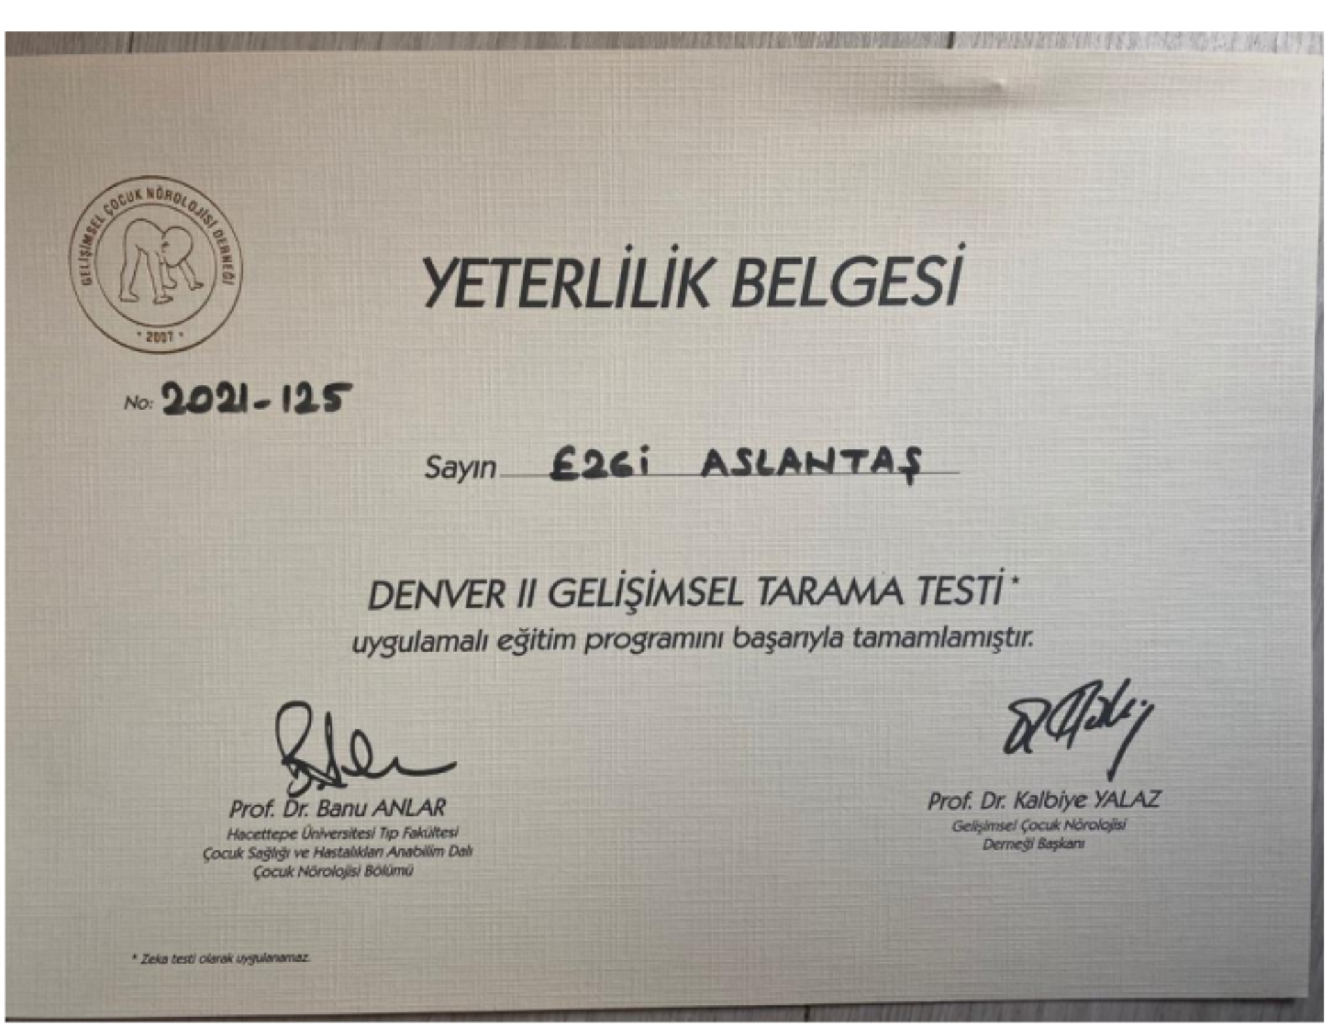 GELİŞİMSEL ÇOCUK NÖROLOJİSİ DERNEĞİ
* 2007 *
YETERLİLİK BELGESİ
No: 2021-125
Sayın EZGİ ASLANTAŞ
DENVER II GELİŞİMSEL TARAMA TESTİ *
uygulamalı eğitim programını başarıyla tamamlamıştır.
Prof. Dr. Banu ANLAR
Hacettepe Üniversitesi Tıp Fakültesi
Çocuk Sağlığı ve Hastalıkları Anabilim Dalı
Çocuk Nörolojisi Bölümü
Prof. Dr. Kalbiye YALAZ
Gelişimsel Çocuk Nörolojisi
Derneği Başkanı
* Zeka testi olarak uygulanamaz.